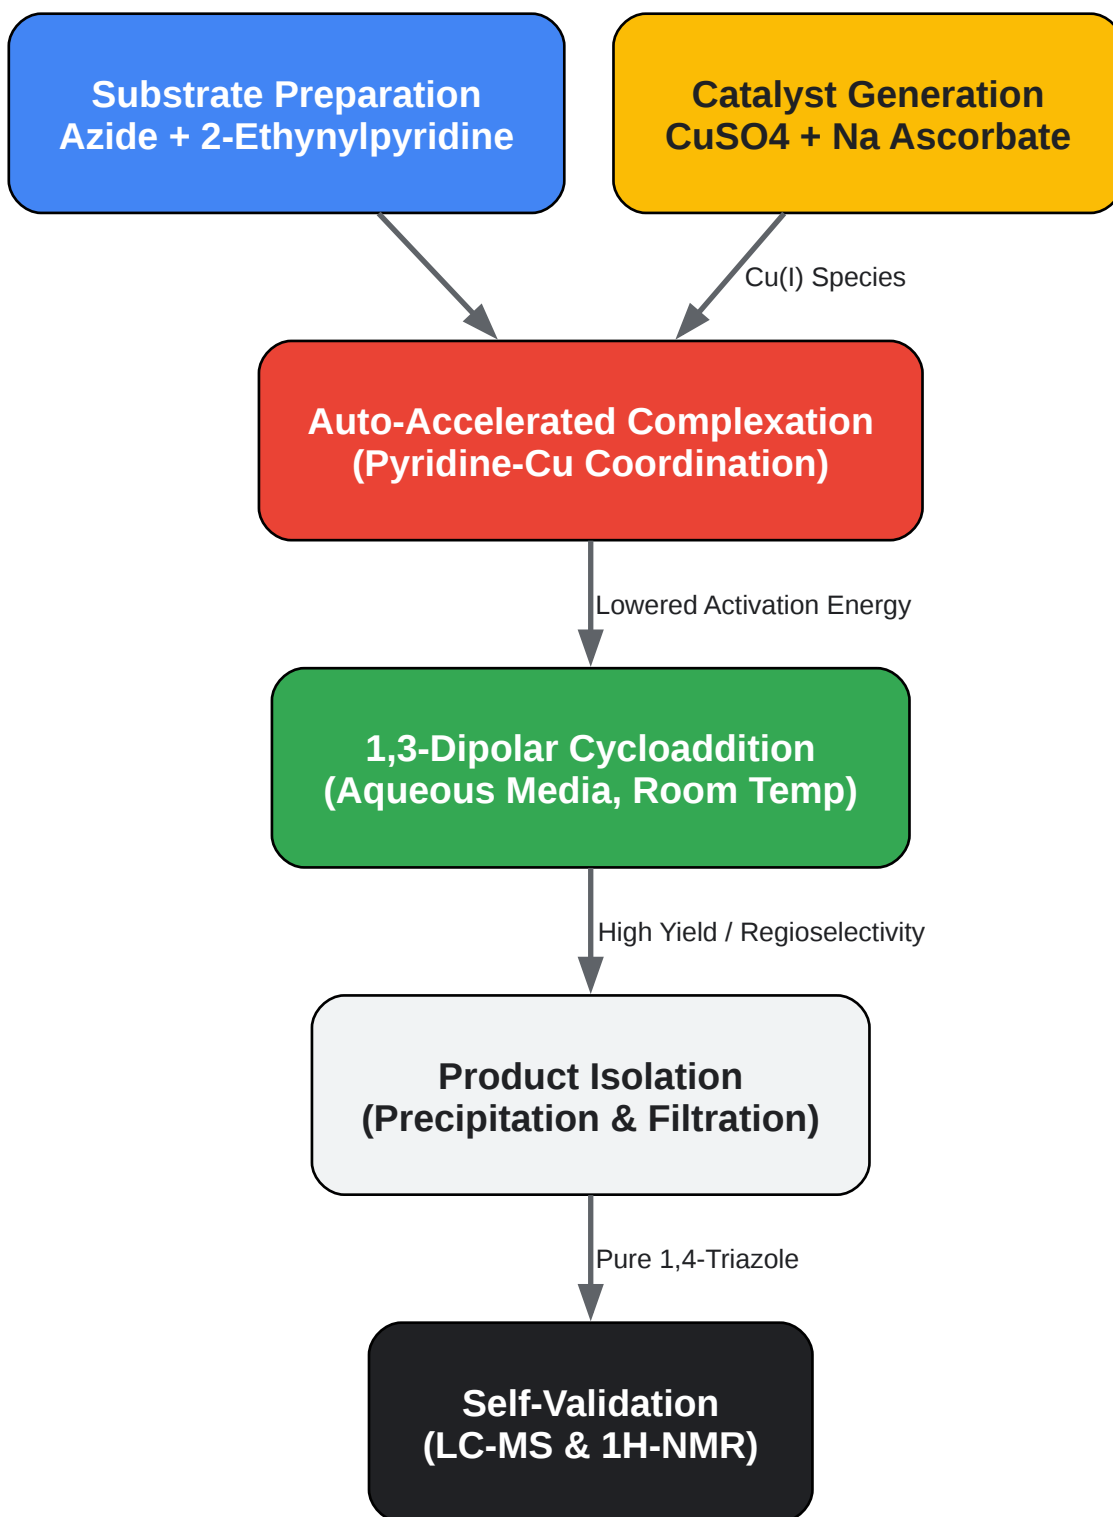 Substrate Preparation
Azide + 2-Ethynylpyridine
Catalyst Generation
CuSO4 + Na Ascorbate
Cu(I) Species
Auto-Accelerated Complexation
(Pyridine-Cu Coordination)
Lowered Activation Energy
1,3-Dipolar Cycloaddition
(Aqueous Media, Room Temp)
High Yield / Regioselectivity
Product Isolation
(Precipitation & Filtration)
Pure 1,4-Triazole
Self-Validation
(LC-MS & 1H-NMR)